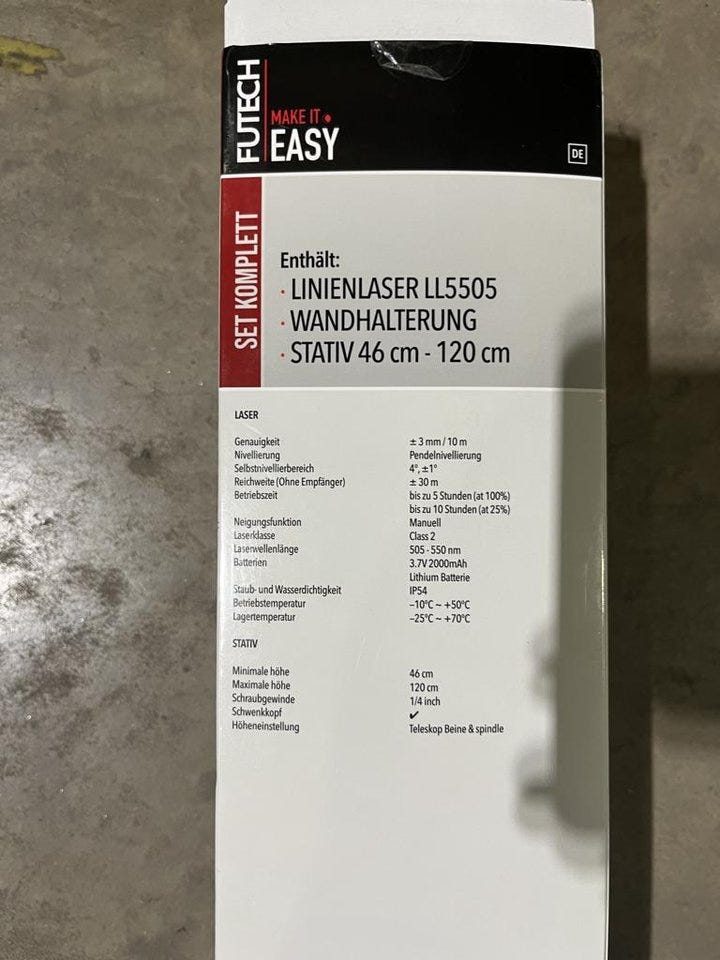 FUTECH
MAKE IT
EASY
DE
SET KOMPLETT
Enthält:
· LINIENLASER LL5505
· WANDHALTERUNG
· STATIV 46 cm - 120 cm
LASER
Genauigkeit ± 3 mm / 10 m
Nivellierung Pendelnivellierung
Selbstnivellierbereich 4°, ±1°
Reichweite (Ohne Empfänger) ± 30 m
Betriebszeit bis zu 5 Stunden (at 100%)
bis zu 10 Stunden (at 25%)
Neigungsfunktion Manuell
Laserklasse Class 2
Laserwellenlänge 505 - 550 nm
Batterien 3.7V 2000mAh
Lithium Batterie
Staub- und Wasserdichtigkeit IP54
Betriebstemperatur –10°C ~ +50°C
Lagertemperatur –25°C ~ +70°C
STATIV
Minimale höhe 46 cm
Maximale höhe 120 cm
Schraubgewinde 1/4 inch
Schwenkkopf ✔
Höheneinstellung Teleskop Beine & spindle